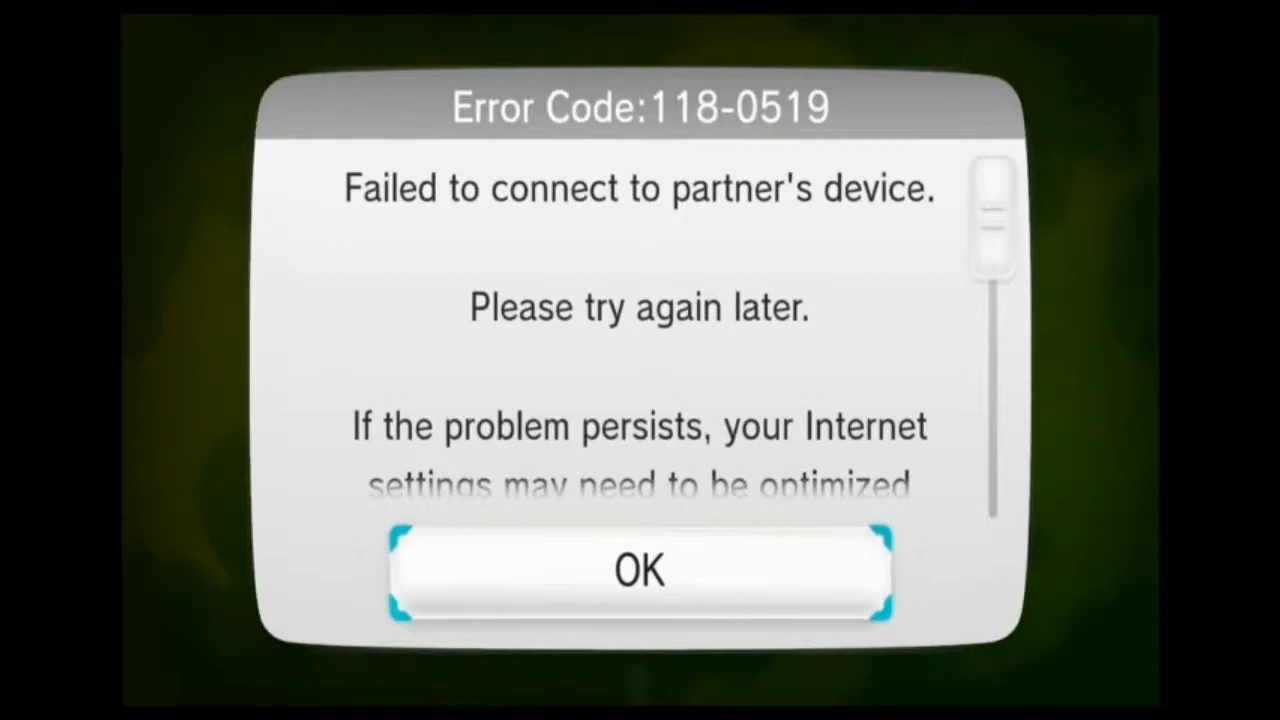 Error Code:118-0519
Failed to connect to partner's device.
Please try again later.
If the problem persists, your Internet
settings may need to be optimized
OK